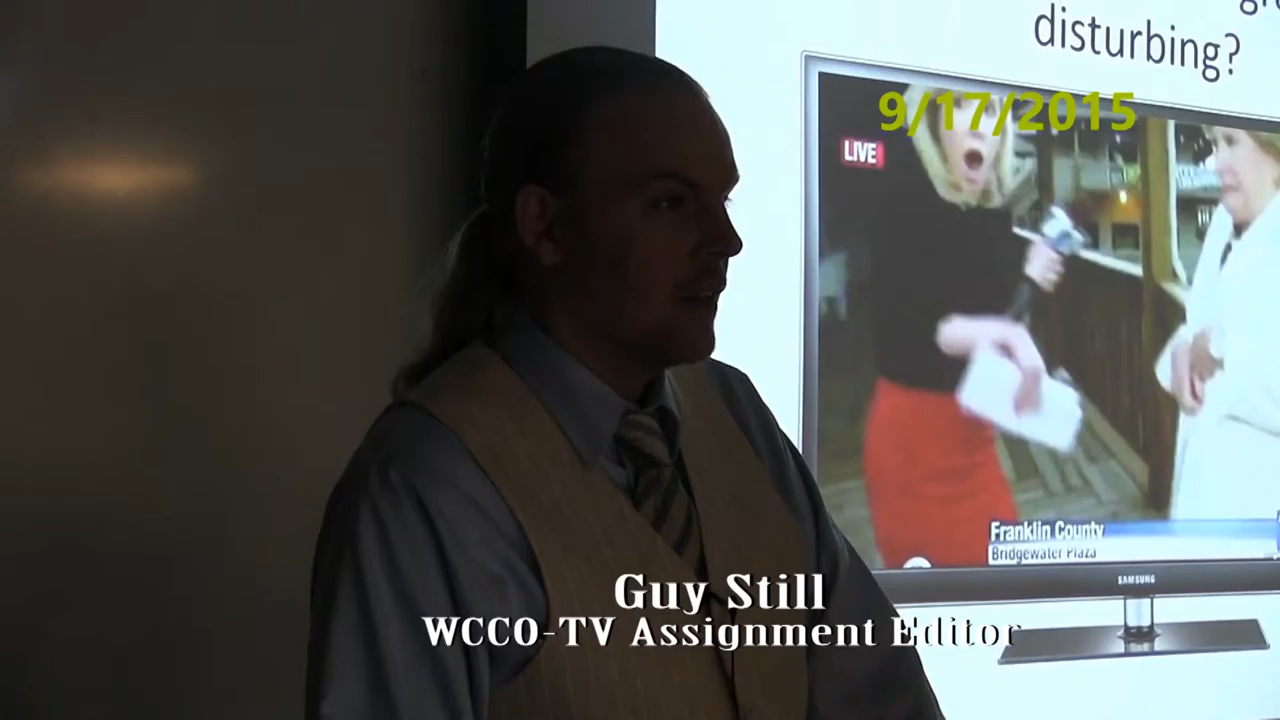 disturbing?
9/17/2015
LIVE
Franklin County
Bridgewater Plaza
SAMSUNG
Guy Still
WCCO-TV Assignment Editor